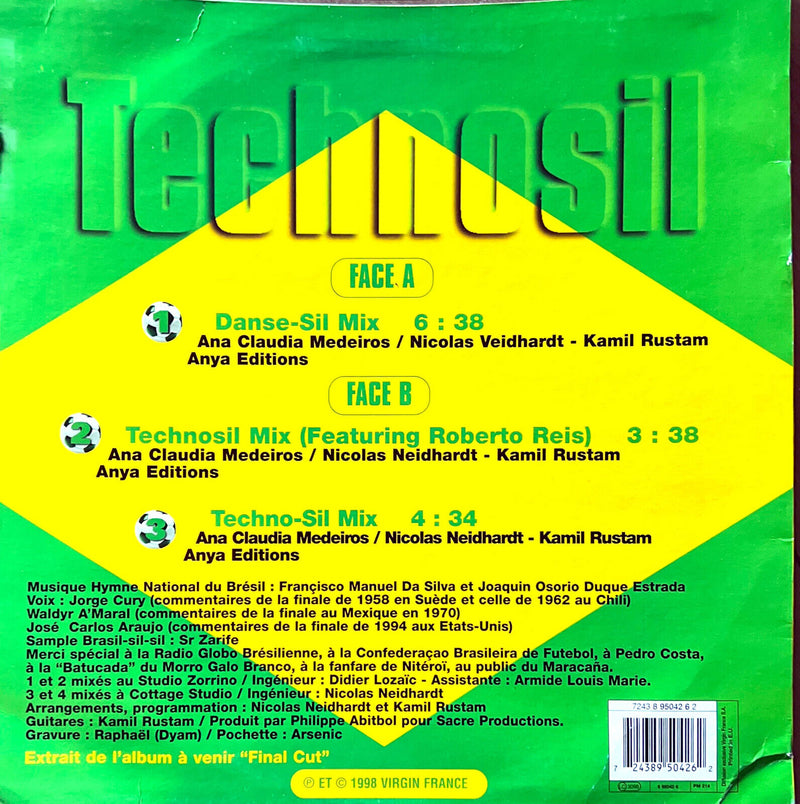 Technosil
FACE A
1 Danse-Sil Mix 6 : 38
Ana Claudia Medeiros / Nicolas Veidhardt - Kamil Rustam
Anya Editions
FACE B
2 Technosil Mix (Featuring Roberto Reis) 3 : 38
Ana Claudia Medeiros / Nicolas Neidhardt - Kamil Rustam
Anya Editions
3 Techno-Sil Mix 4 : 34
Ana Claudia Medeiros / Nicolas Neidhardt - Kamil Rustam
Anya Editions
Musique Hymne National du Brésil : Françisco Manuel Da Silva et Joaquin Osorio Duque Estrada
Voix : Jorge Cury (commentaires de la finale de 1958 en Suède et celle de 1962 au Chili)
Waldyr A'Maral (commentaires de la finale au Mexique en 1970)
José Carlos Araujo (commentaires de la finale de 1994 aux Etats-Unis)
Sample Brasil-sil-sil : Sr Zarife
Merci spécial à la Radio Globo Brésilienne, à la Confederaçao Brasileira de Futebol, à Pedro Costa,
à la "Batucada" du Morro Galo Branco, à la fanfare de Nitéroï, au public du Maracaña.
1 et 2 mixés au Studio Zorrino / Ingénieur : Didier Lozaïc - Assistante : Armide Louis Marie.
3 et 4 mixés à Cottage Studio / Ingénieur : Nicolas Neidhardt
Arrangements, programmation : Nicolas Neidhardt et Kamil Rustam
Guitares : Kamil Rustam / Produit par Philippe Abitbol pour Sacre Productions.
Gravure : Raphaël (Dyam) / Pochette : Arsenic
Extrait de l'album à venir "Final Cut"
Ⓟ ET © 1998 VIRGIN FRANCE
7243 8 95042 6 2
7 24389 50426 2
PM 214
Distribution exclusive Virgin France S.A.
Printed in E.U.